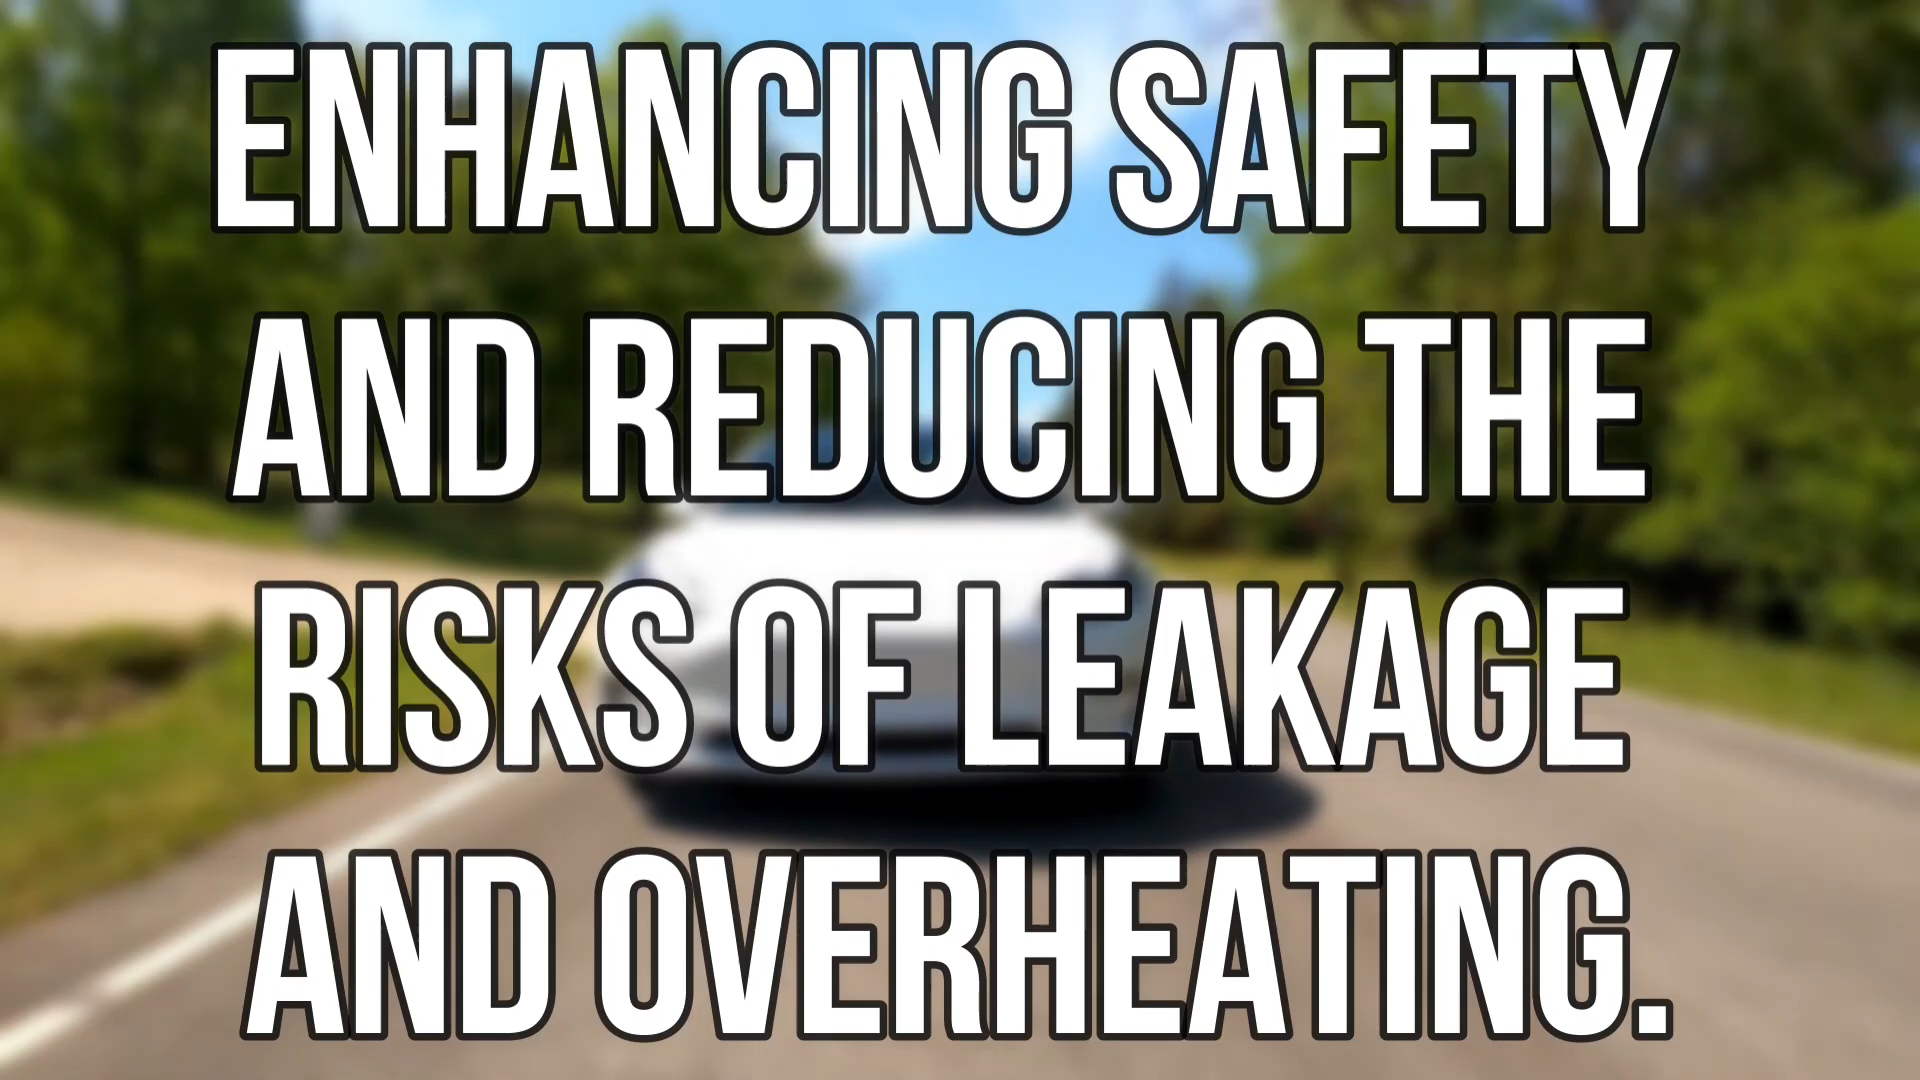 ENHANCING SAFETY
AND REDUCING THE
RISKS OF LEAKAGE
AND OVERHEATING.